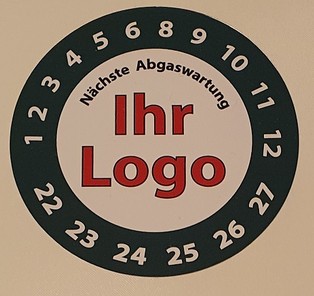 1 2 3 4 5 6 8 9 10 11 12
Nächste Abgaswartung
Ihr
Logo
22 23 24 25 26 27